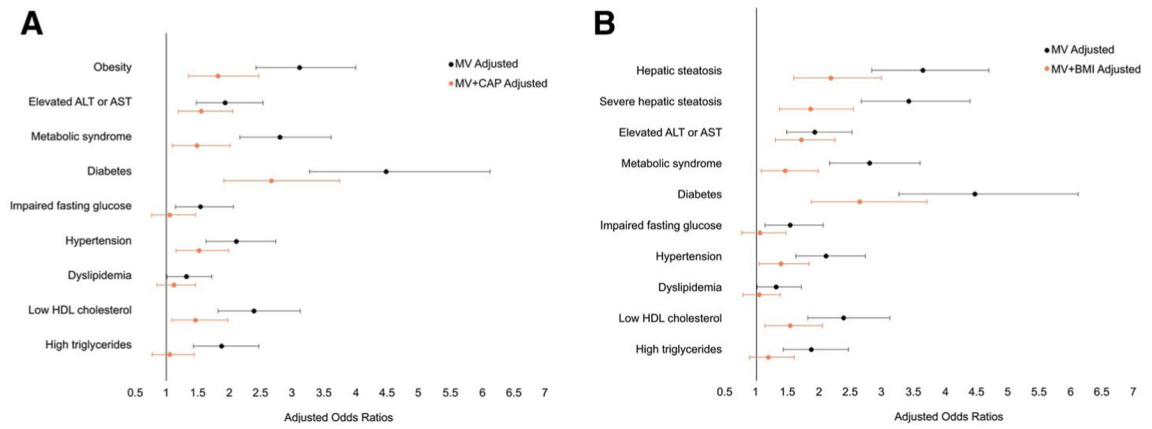 A
MV Adjusted
MV+CAP Adjusted
Obesity
Elevated ALT or AST
Metabolic syndrome
Diabetes
Impaired fasting glucose
Hypertension
Dyslipidemia
Low HDL cholesterol
High triglycerides
0.5 1 1.5 2 2.5 3 3.5 4 4.5 5 5.5 6 6.5 7
Adjusted Odds Ratios
B
MV Adjusted
MV+BMI Adjusted
Hepatic steatosis
Severe hepatic steatosis
Elevated ALT or AST
Metabolic syndrome
Diabetes
Impaired fasting glucose
Hypertension
Dyslipidemia
Low HDL cholesterol
High triglycerides
0.5 1 1.5 2 2.5 3 3.5 4 4.5 5 5.5 6 6.5 7
Adjusted Odds Ratios